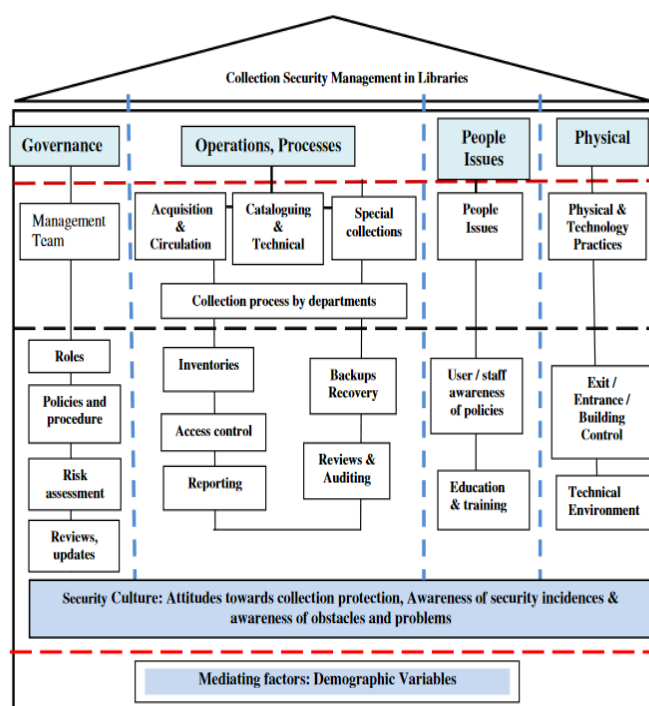 Collection Security Management in Libraries
Governance
Operations, Processes
People
Issues
Physical
Management
Team
Acquisition
&
Circulation
Cataloguing
&
Technical
Special
collections
People
Issues
Physical &
Technology
Practices
Collection process by departments
Roles
Policies and
procedure
Risk
assessment
Reviews,
updates
Inventories
Access control
Reporting
Backups
Recovery
Reviews &
Auditing
User / staff
awareness
of policies
Education
& training
Exit /
Entrance /
Building
Control
Technical
Environment
Security Culture: Attitudes towards collection protection, Awareness of security incidences &
awareness of obstacles and problems
Mediating factors: Demographic Variables